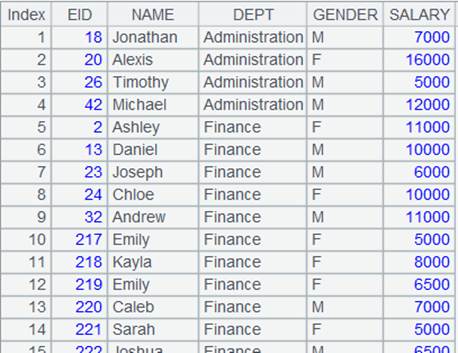 Index EID NAME DEPT GENDER SALARY
1 18 Jonathan Administration M 7000
2 20 Alexis Administration F 16000
3 26 Timothy Administration M 5000
4 42 Michael Administration M 12000
5 2 Ashley Finance F 11000
6 13 Daniel Finance M 10000
7 23 Joseph Finance M 6000
8 24 Chloe Finance F 10000
9 32 Andrew Finance M 11000
10 217 Emily Finance F 5000
11 218 Kayla Finance F 8000
12 219 Emily Finance F 6500
13 220 Caleb Finance M 7000
14 221 Sarah Finance F 5000
15 222 Joshua Finance M 6500